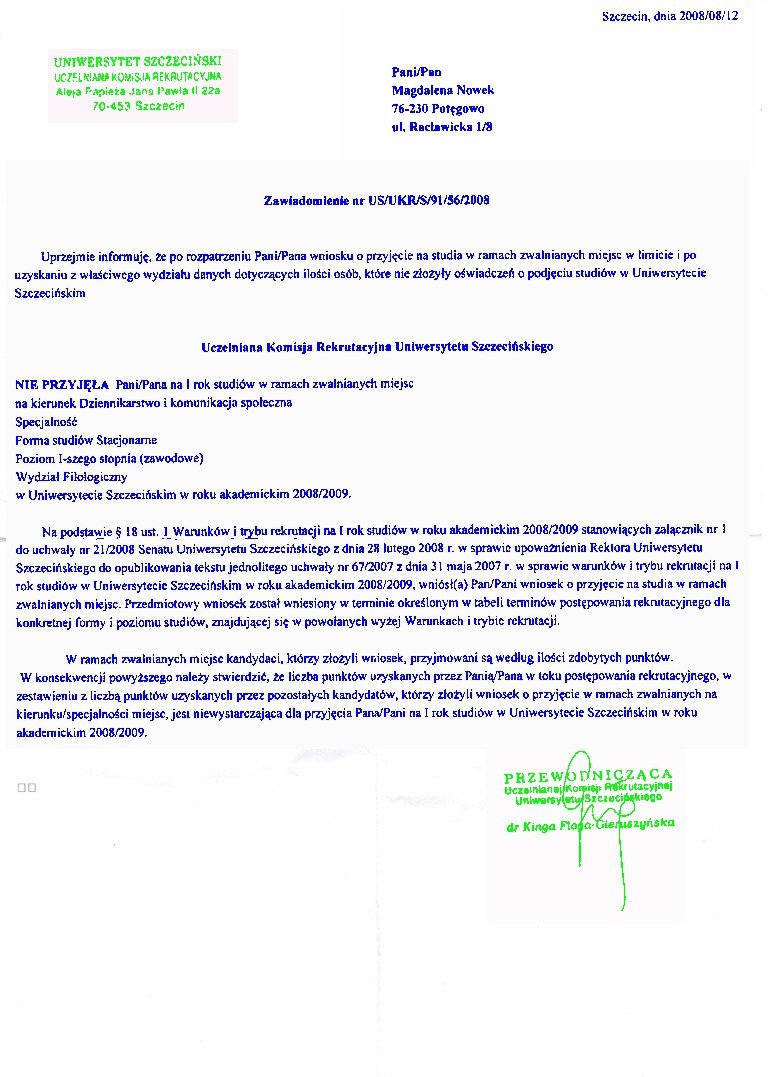 Szczecin, dnia 2008/08/12
UNIWERSYTET SZCZECIŃSKI
UCZELNIANA KOMISJA REKRUTACYJNA
Aleja Papieża Jana Pawła II 22a
70-453 Szczecin
Pani/Pan
Magdalena Nowek
76-230 Potęgowo
ul. Racławicka 1/8
Zawiadomienie nr US/UKR/S/91/56/2008
Uprzejmie informuję, że po rozpatrzeniu Pani/Pana wniosku o przyjęcie na studia w ramach zwalnianych miejsc w limicie i po
uzyskaniu z właściwego wydziału danych dotyczących ilości osób, które nie złożyły oświadczeń o podjęciu studiów w Uniwersytecie
Szczecińskim
Uczelniana Komisja Rekrutacyjna Uniwersytetu Szczecińskiego
NIE PRZYJĘŁA Pani/Pana na I rok studiów w ramach zwalnianych miejsc
na kierunek Dziennikarstwo i komunikacja społeczna
Specjalność
Forma studiów Stacjonarne
Poziom I-szego stopnia (zawodowe)
Wydział Filologiczny
w Uniwersytecie Szczecińskim w roku akademickim 2008/2009.
Na podstawie § 18 ust. 1 Warunków i trybu rekrutacji na I rok studiów w roku akademickim 2008/2009 stanowiących załącznik nr 1
do uchwały nr 21/2008 Senatu Uniwersytetu Szczecińskiego z dnia 28 lutego 2008 r. w sprawie upoważnienia Rektora Uniwersytetu
Szczecińskiego do opublikowania tekstu jednolitego uchwały nr 67/2007 z dnia 31 maja 2007 r. w sprawie warunków i trybu rekrutacji na I
rok studiów w Uniwersytecie Szczecińskim w roku akademickim 2008/2009, wniósł(a) Pan/Pani wniosek o przyjęcie na studia w ramach
zwalnianych miejsc. Przedmiotowy wniosek został wniesiony w terminie określonym w tabeli terminów postępowania rekrutacyjnego dla
konkretnej formy i poziomu studiów, znajdującej się w powołanych wyżej Warunkach i trybie rekrutacji.
W ramach zwalnianych miejsc kandydaci, którzy złożyli wniosek, przyjmowani są według ilości zdobytych punktów.
W konsekwencji powyższego należy stwierdzić, że liczba punktów uzyskanych przez Panią/Pana w toku postępowania rekrutacyjnego, w
zestawieniu z liczbą punktów uzyskanych przez pozostałych kandydatów, którzy złożyli wniosek o przyjęcie w ramach zwalnianych na
kierunku/specjalności miejsc, jest niewystarczająca dla przyjęcia Pana/Pani na I rok studiów w Uniwersytecie Szczecińskim w roku
akademickim 2008/2009.
PRZEWODNICZĄCA
Uczelnianej Komisji Rekrutacyjnej
Uniwersytetu Szczecińskiego
dr Kinga Flaga-Gieruszyńska